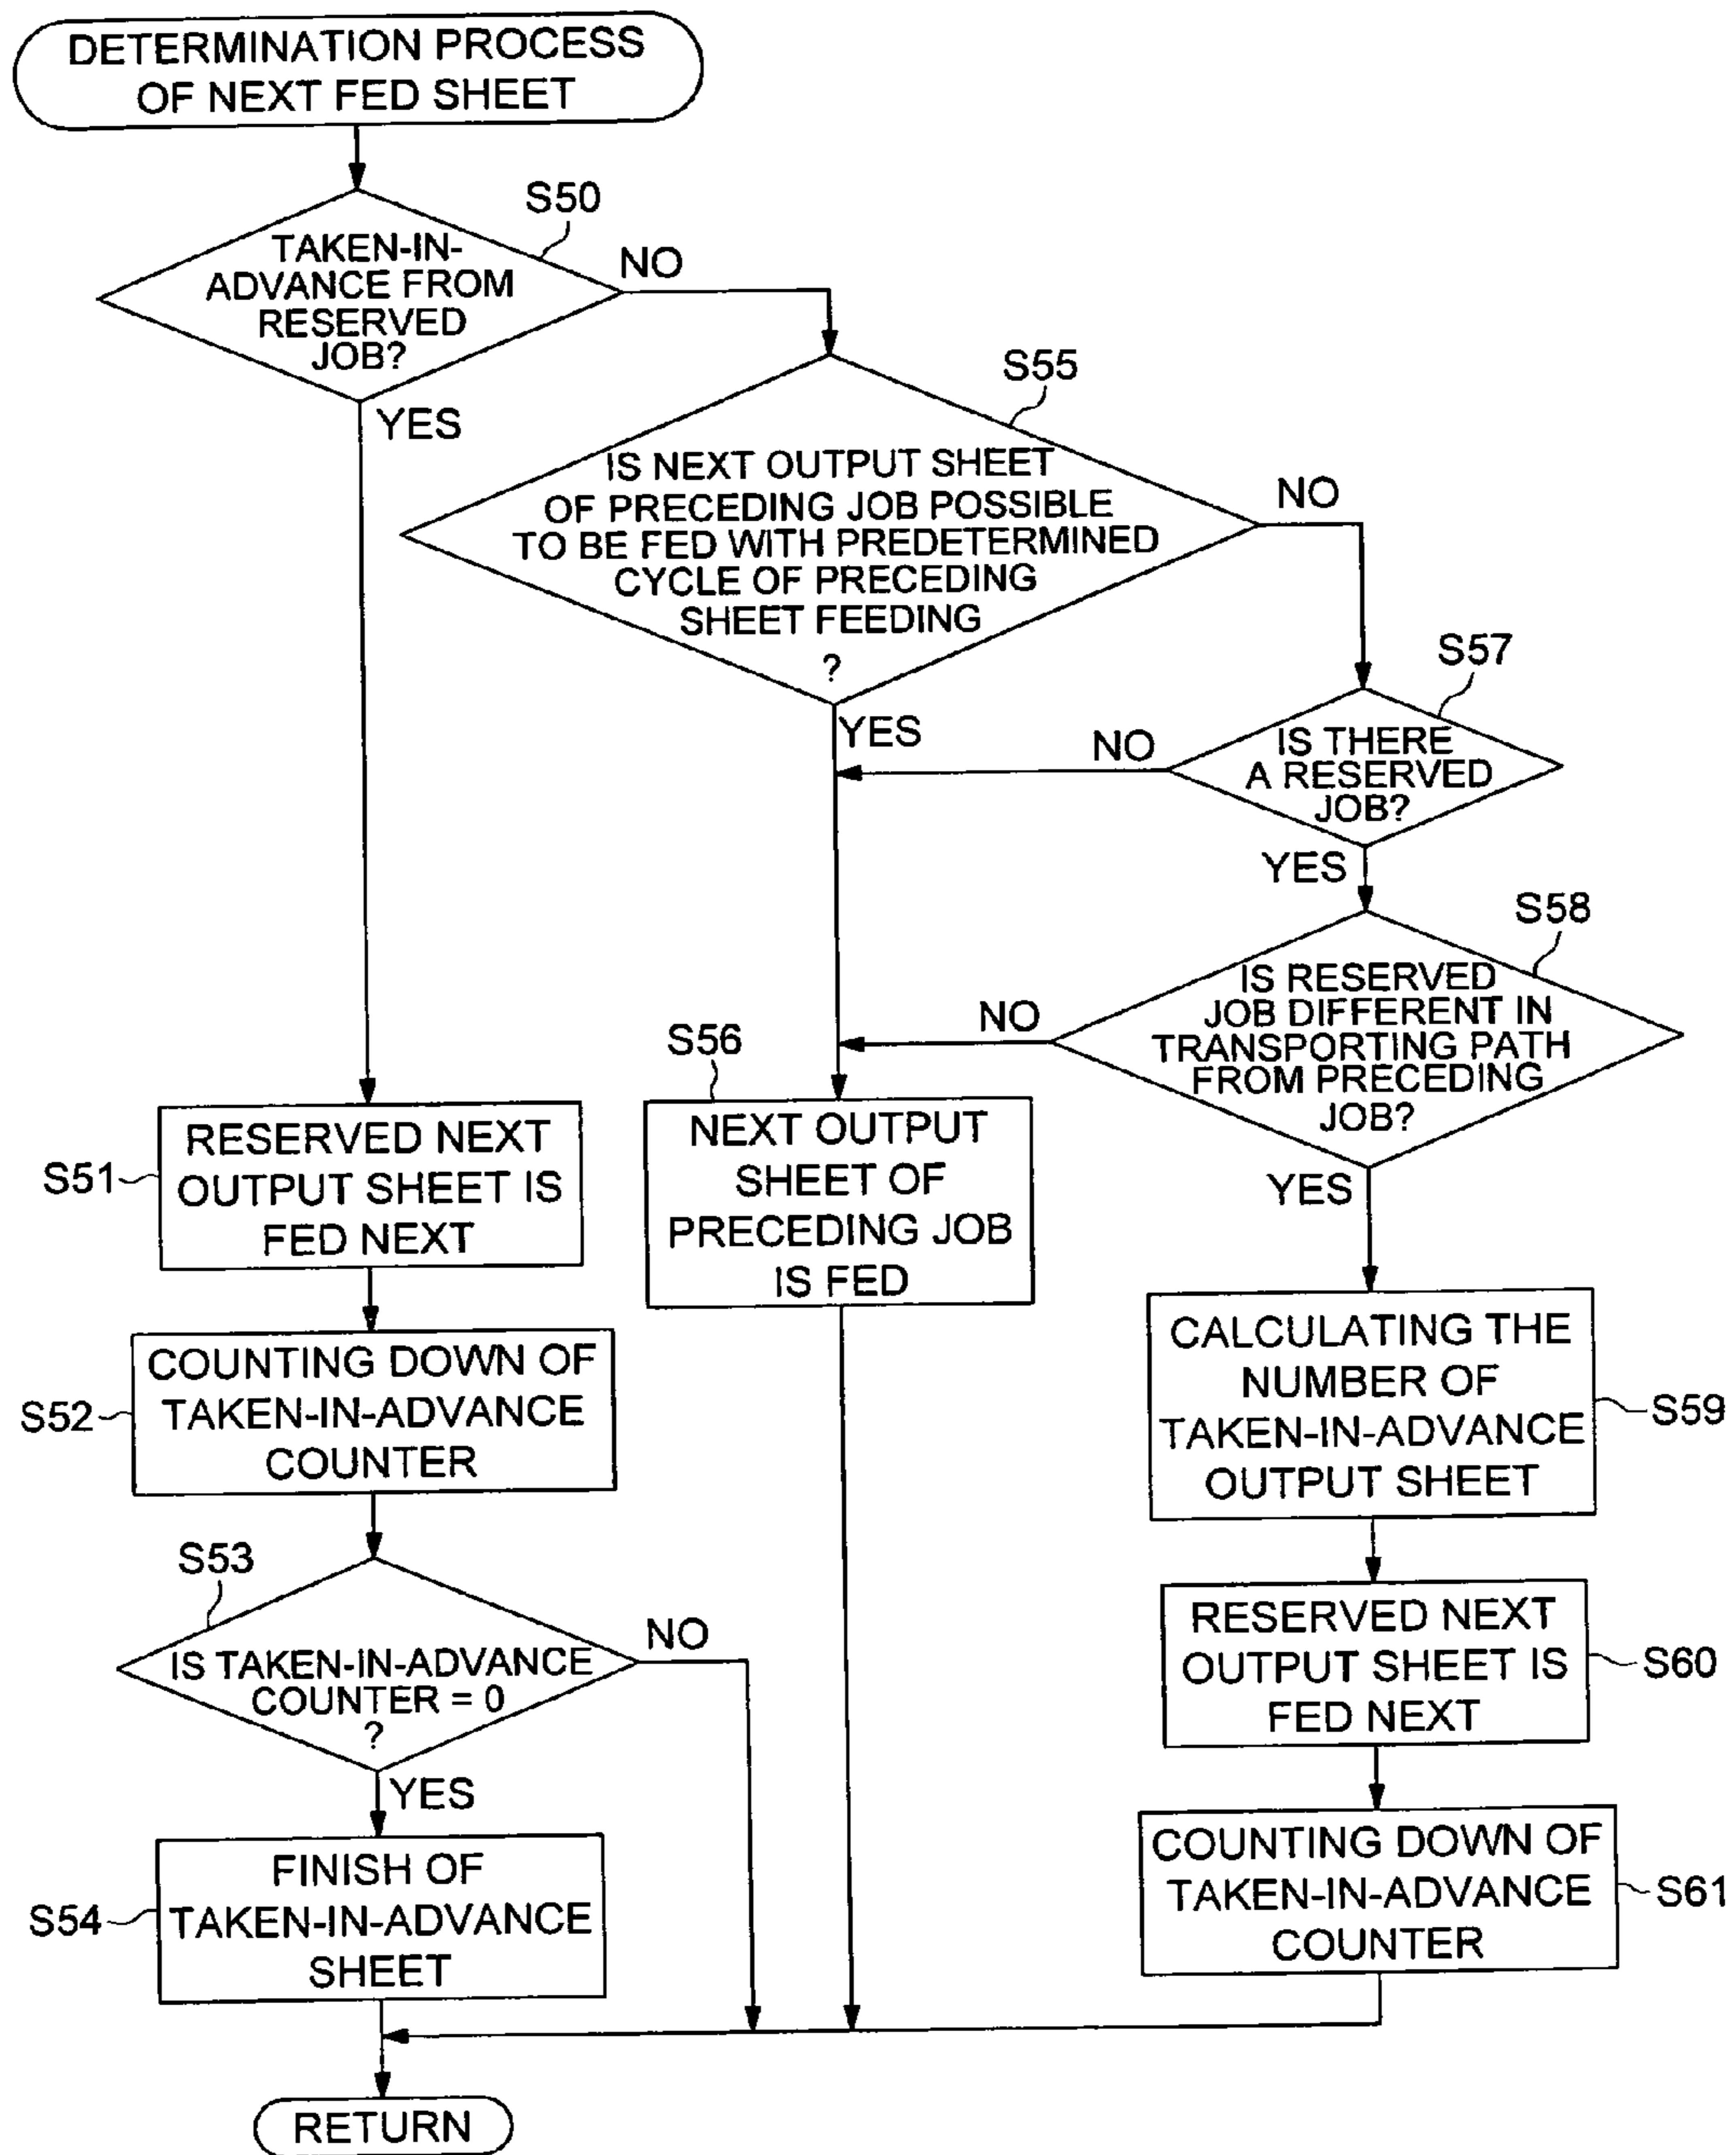 DETERMINATION PROCESS
OF NEXT FED SHEET
S50
TAKEN-IN-
ADVANCE FROM
RESERVED
JOB?
NO
YES
S55
IS NEXT OUTPUT SHEET
OF PRECEDING JOB POSSIBLE
TO BE FED WITH PREDETERMINED
CYCLE OF PRECEDING
SHEET FEEDING
?
NO
YES
S57
IS THERE
A RESERVED
JOB?
NO
YES
S58
IS RESERVED
JOB DIFFERENT IN
TRANSPORTING PATH
FROM PRECEDING
JOB?
NO
YES
S51
RESERVED NEXT
OUTPUT SHEET IS
FED NEXT
S56
NEXT OUTPUT
SHEET OF
PRECEDING JOB
IS FED
S52
COUNTING DOWN OF
TAKEN-IN-ADVANCE
COUNTER
S59
CALCULATING THE
NUMBER OF
TAKEN-IN-ADVANCE
OUTPUT SHEET
S53
IS TAKEN-IN-ADVANCE
COUNTER = 0
?
NO
YES
S60
RESERVED NEXT
OUTPUT SHEET IS
FED NEXT
S54
FINISH OF
TAKEN-IN-ADVANCE
SHEET
S61
COUNTING DOWN OF
TAKEN-IN-ADVANCE
COUNTER
RETURN